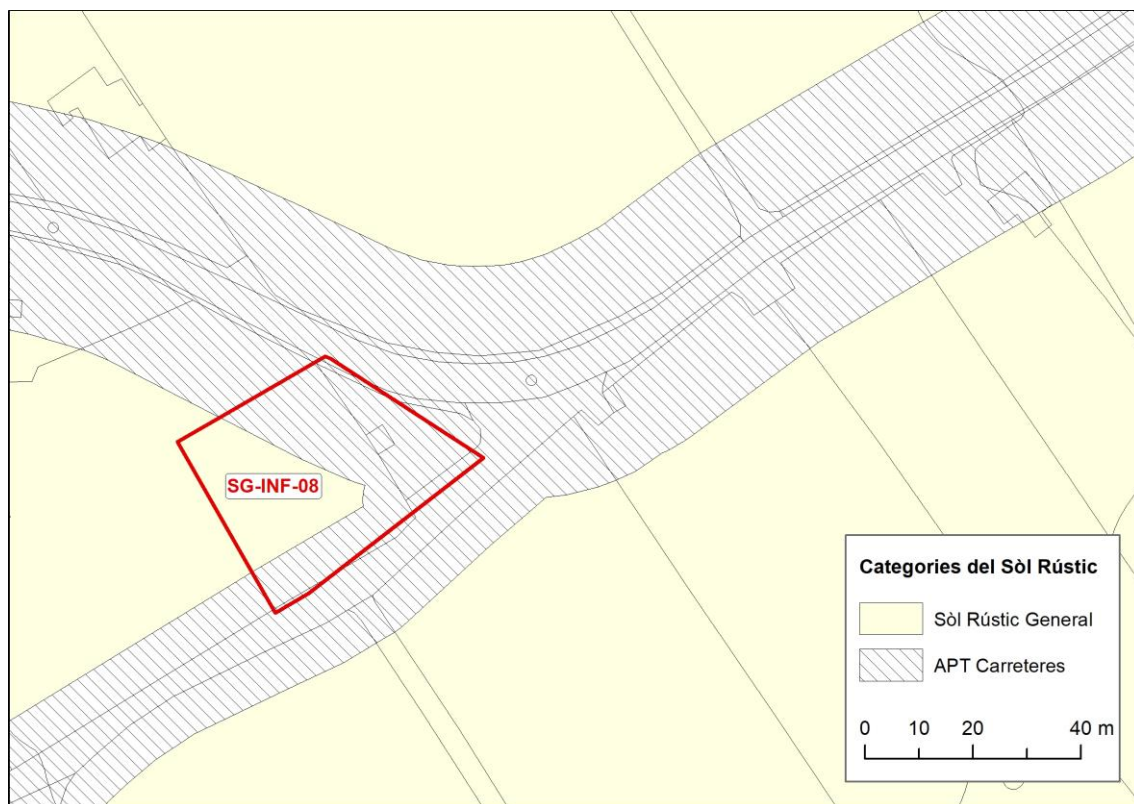 SG-INF-08
Categories del Sòl Rústic
Sòl Rústic General
APT Carreteres
0 10 20 40 m